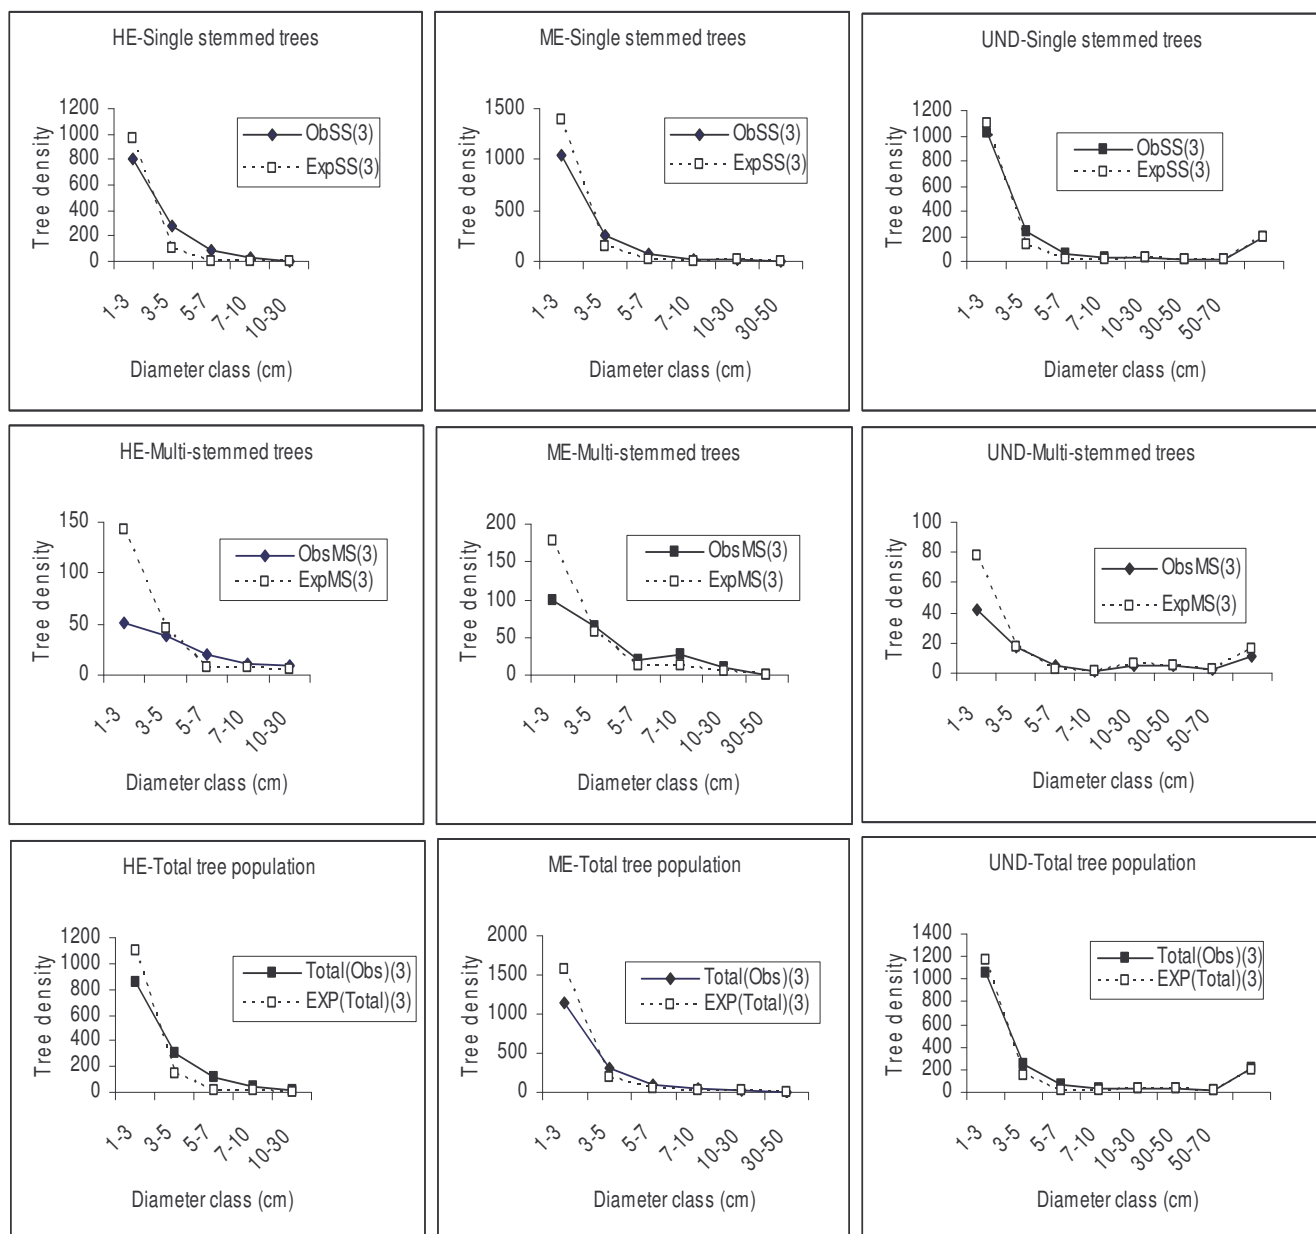 HE-Single stemmed trees
1200
1000
800
600
400
200
0
Tree density
ObSS(3)
ExpSS(3)
1-3
3-5
5-7
7-10
10-30
Diameter class (cm)
ME-Single stemmed trees
1500
1000
500
0
Tree density
ObSS(3)
ExpSS(3)
1-3
3-5
5-7
7-10
10-30
30-50
Diameter class (cm)
UND-Single stemmed trees
1200
1000
800
600
400
200
0
Tree density
ObSS(3)
ExpSS(3)
1-3
3-5
5-7
7-10
10-30
30-50
50-70
Diameter class (cm)
HE-Multi-stemmed trees
150
100
50
0
Tree density
ObsMS(3)
ExpMS(3)
1-3
3-5
5-7
7-10
10-30
Diameter class (cm)
ME-Multi-stemmed trees
200
150
100
50
0
Tree density
ObsMS(3)
ExpMS(3)
1-3
3-5
5-7
7-10
10-30
30-50
Diameter class (cm)
UND-Multi-stemmed trees
100
80
60
40
20
0
Tree density
ObsMS(3)
ExpMS(3)
1-3
3-5
5-7
7-10
10-30
30-50
50-70
Diameter class (cm)
HE-Total tree population
1200
1000
800
600
400
200
0
Tree density
Total(Obs)(3)
EXP(Total)(3)
1-3
3-5
5-7
7-10
10-30
Diameter class (cm)
ME-Total tree population
2000
1500
1000
500
0
Tree density
Total(Obs)(3)
EXP(Total)(3)
1-3
3-5
5-7
7-10
10-30
30-50
Diameter class (cm)
UND-Total tree population
1400
1200
1000
800
600
400
200
0
Tree density
Total(Obs)(3)
EXP(Total)(3)
1-3
3-5
5-7
7-10
10-30
30-50
50-70
Diameter class (cm)